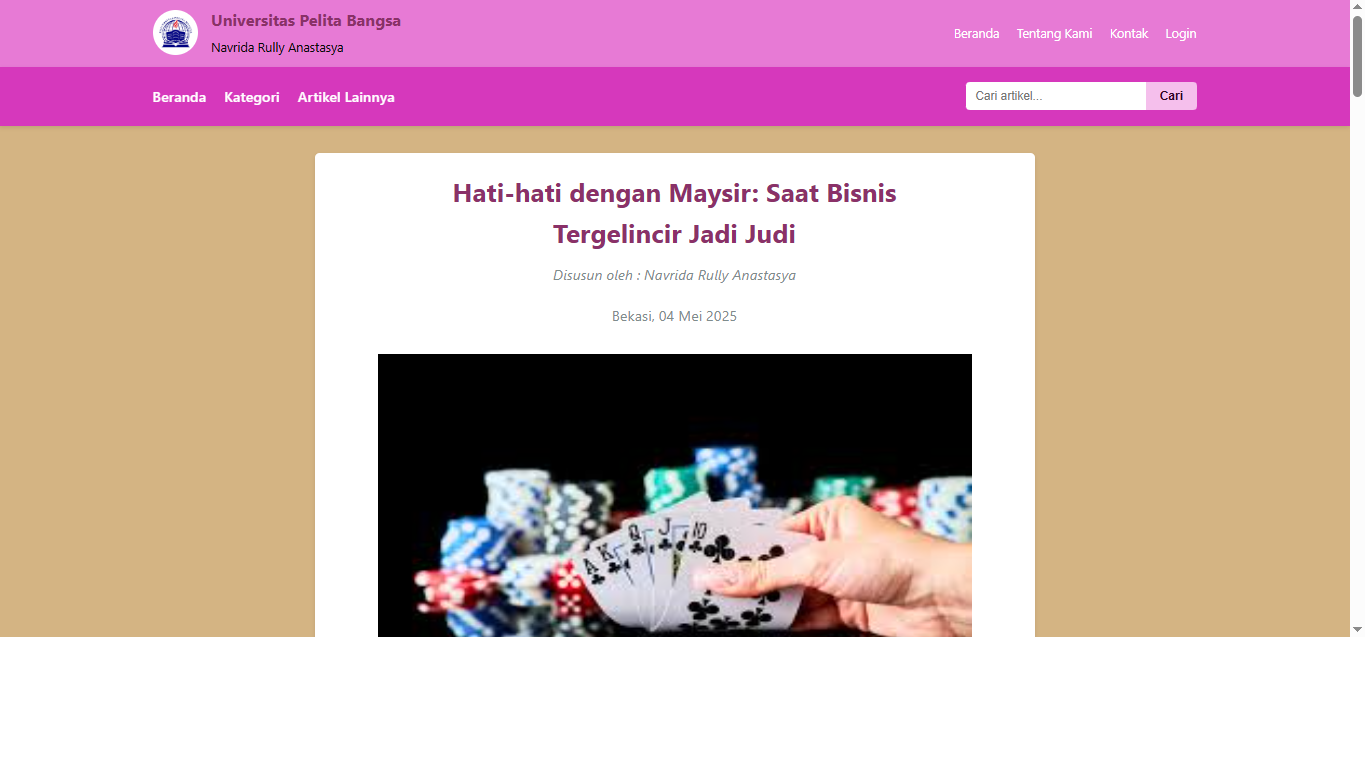 Universitas Pelita Bangsa
Navrida Rully Anastasya
Beranda Tentang Kami Kontak Login
Beranda Kategori Artikel Lainnya
Cari artikel... Cari
Hati-hati dengan Maysir: Saat Bisnis
Tergelincir Jadi Judi
Disusun oleh : Navrida Rully Anastasya
Bekasi, 04 Mei 2025
A K Q J 10